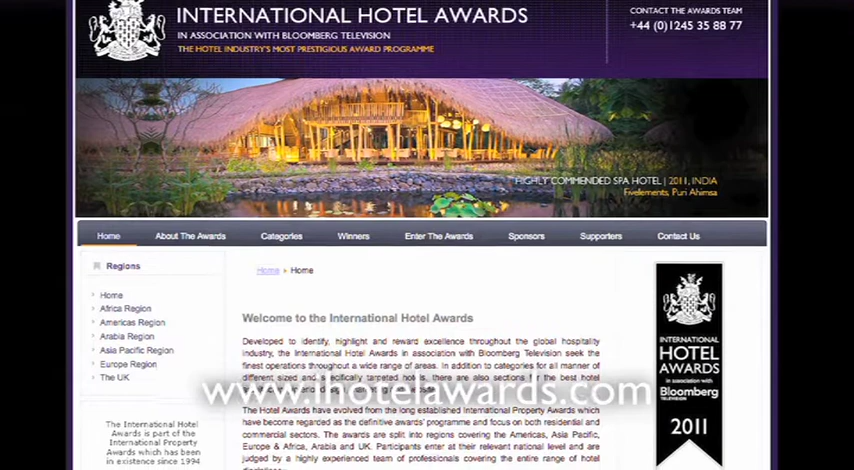 INTERNATIONAL HOTEL AWARDS
IN ASSOCIATION WITH BLOOMBERG TELEVISION
THE HOTEL INDUSTRY'S MOST PRESTIGIOUS AWARD PROGRAMME
CONTACT THE AWARDS TEAM
+44 (0)1245 35 88 77
HIGHLY COMMENDED SPA HOTEL | 2011, INDIA
Fivelements, Puri Ahimsa
Home About The Awards Categories Winners Enter The Awards Sponsors Supporters Contact Us
Regions
Home
Africa Region
Americas Region
Arabia Region
Asia Pacific Region
Europe Region
The UK
The International Hotel
Awards is part of the
International Property
Awards which has been
in existence since 1994
Home Home
Welcome to the International Hotel Awards
Developed to identify, highlight and reward excellence throughout the global hospitality
industry, the International Hotel Awards in association with Bloomberg Television seek the
finest operations throughout a wide range of areas. In addition to categories for all manner of
different sized and specifically targeted hotels, there are also sections for the best hotel
www.ihotelawards.com
The Hotel Awards have evolved from the long established International Property Awards which
have become regarded as the definitive awards' programme and focus on both residential and
commercial sectors. The awards are split into regions covering the Americas, Asia Pacific,
Europe & Africa, Arabia and UK. Participants enter at their relevant national level and are
judged by a highly experienced team of professionals covering the entire range of hotel
INTERNATIONAL
HOTEL
AWARDS
in association with
Bloomberg
TELEVISION
2011